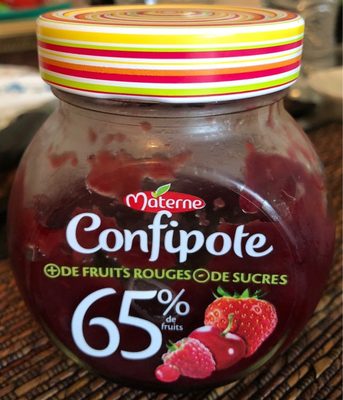 Materne
Confipote
+DE FRUITS ROUGES-DE SUCRES
65%
de
fruits